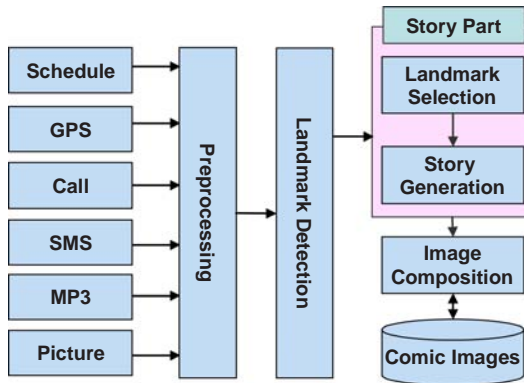 Schedule
GPS
Call
SMS
MP3
Picture
Preprocessing
Landmark Detection
Story Part
Landmark
Selection
Story
Generation
Image
Composition
Comic Images